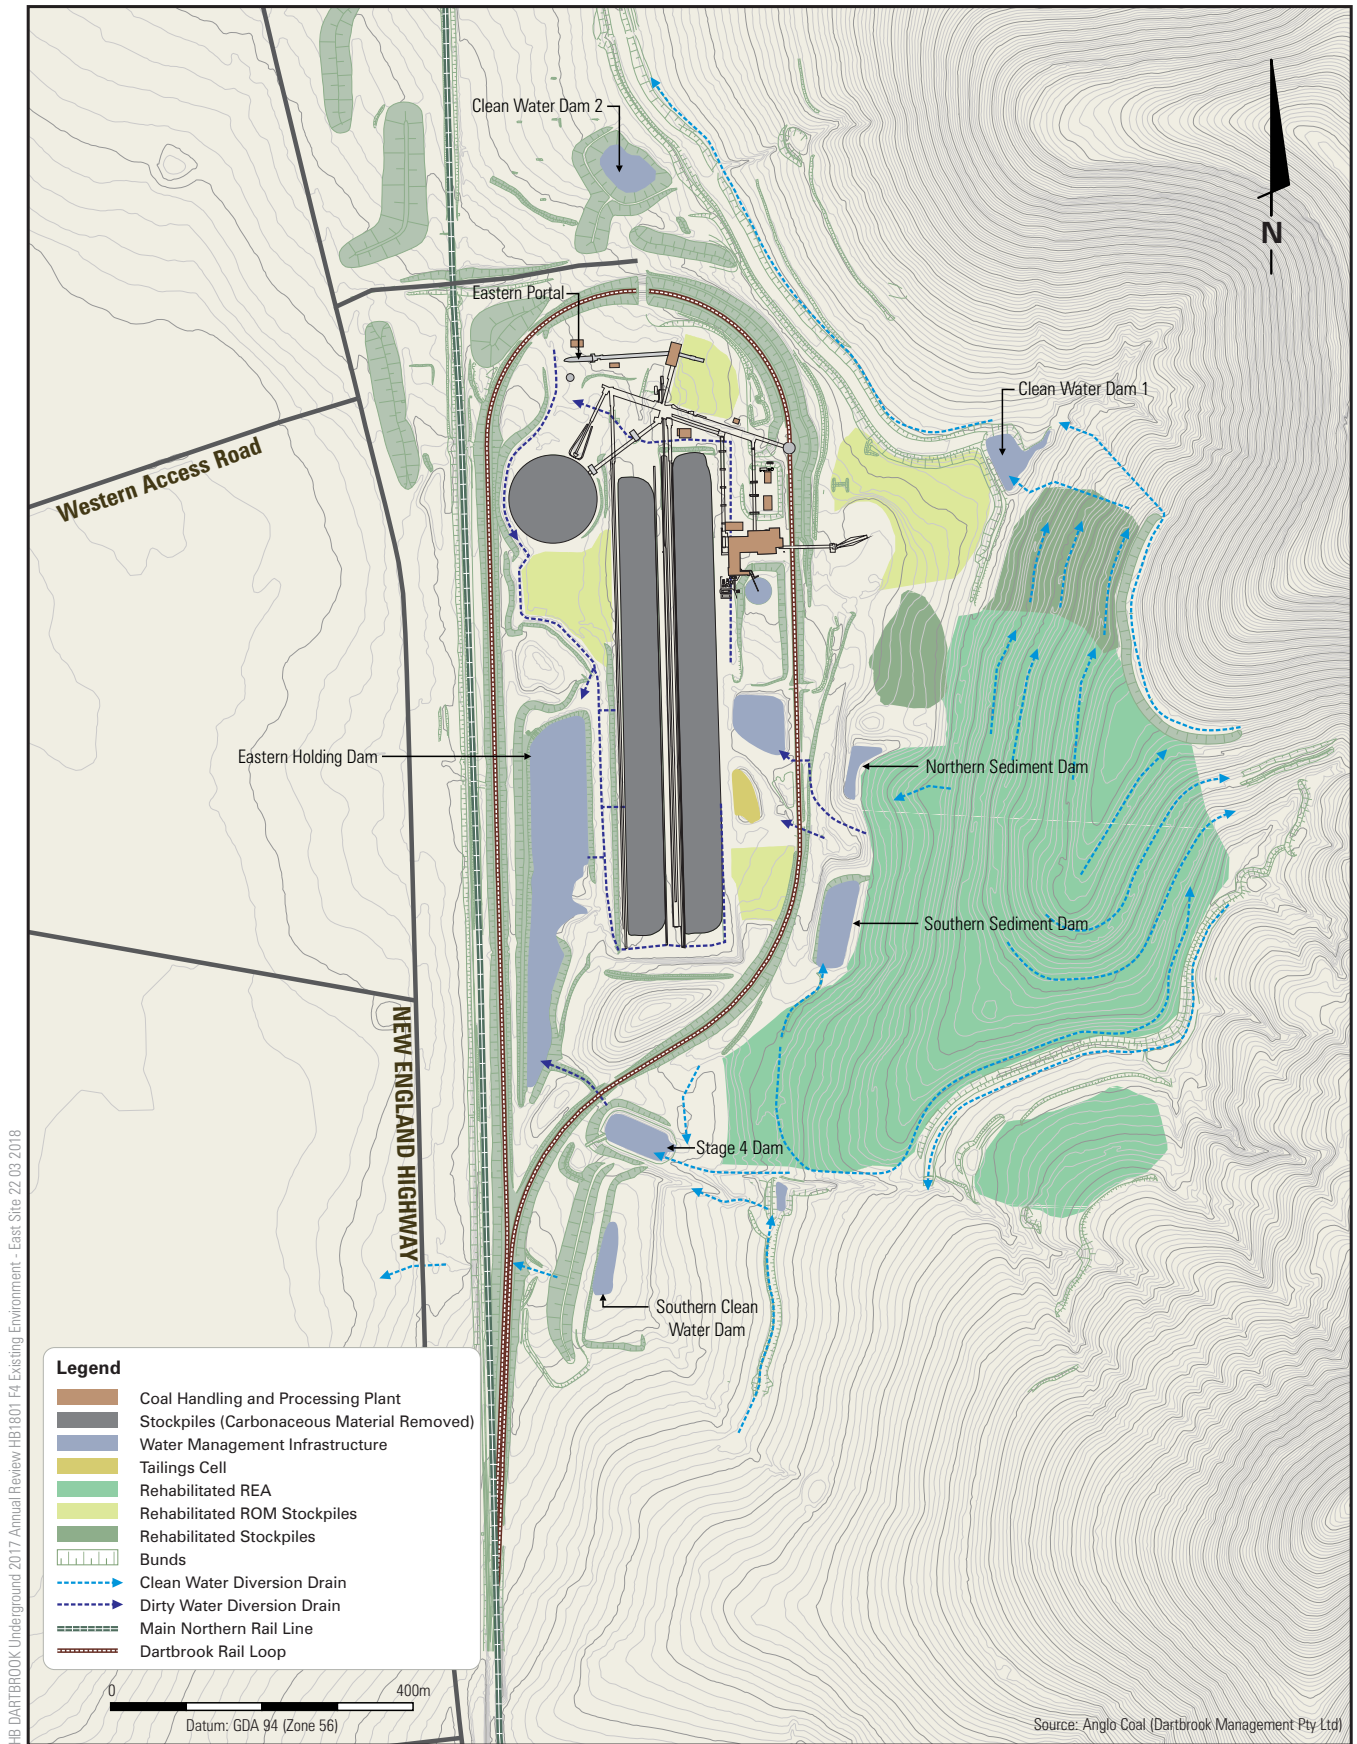 Clean Water Dam 2
N
Eastern Portal
Clean Water Dam 1
Western Access Road
Eastern Holding Dam
Northern Sediment Dam
Southern Sediment Dam
NEW ENGLAND HIGHWAY
Stage 4 Dam
Southern Clean
Water Dam
Legend
Coal Handling and Processing Plant
Stockpiles (Carbonaceous Material Removed)
Water Management Infrastructure
Tailings Cell
Rehabilitated REA
Rehabilitated ROM Stockpiles
Rehabilitated Stockpiles
Bunds
Clean Water Diversion Drain
Dirty Water Diversion Drain
Main Northern Rail Line
Dartbrook Rail Loop
0 400m
Datum: GDA 94 (Zone 56)
Source: Anglo Coal (Dartbrook Management Pty Ltd)
HB DARTBROOK Underground 2017 Annual Review HB1801 F4 Existing Environment - East Site 22 03 2018